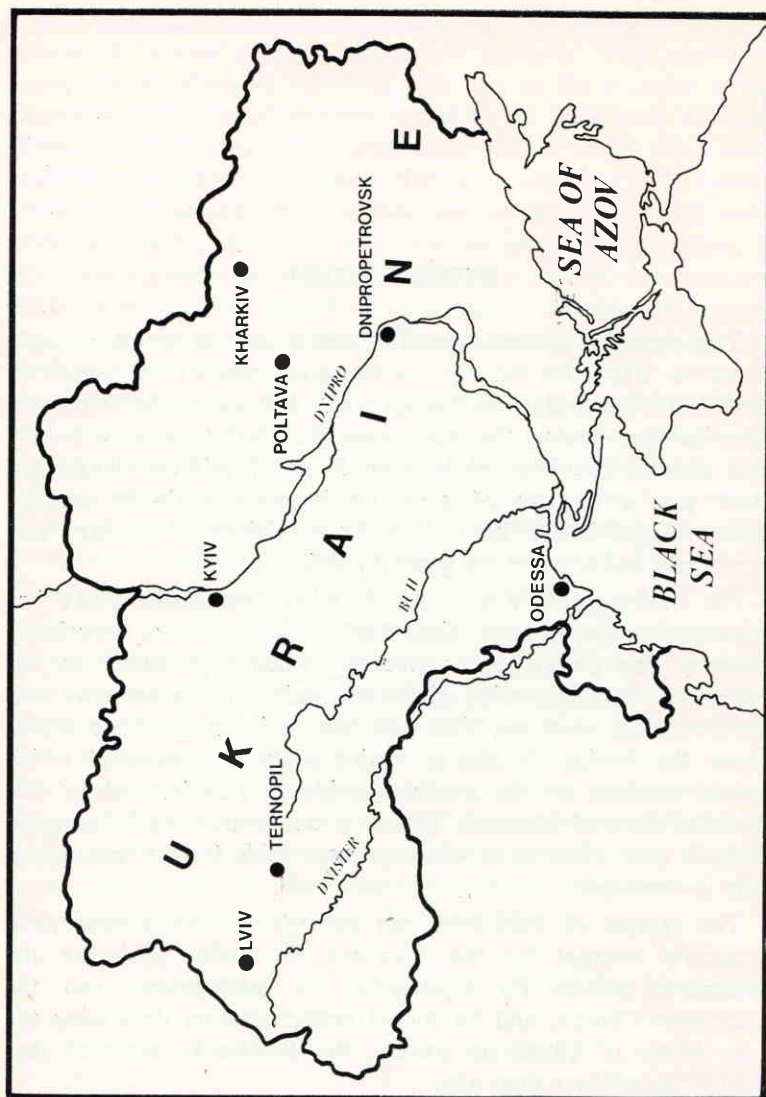 UKRAINE
LVIV
TERNOPIL
KYIV
POLTAVA
KHARKIV
DNIPROPETROVSK
DNIPRO
BUH
DNISTER
ODESSA
BLACK
SEA
SEA OF
AZOV